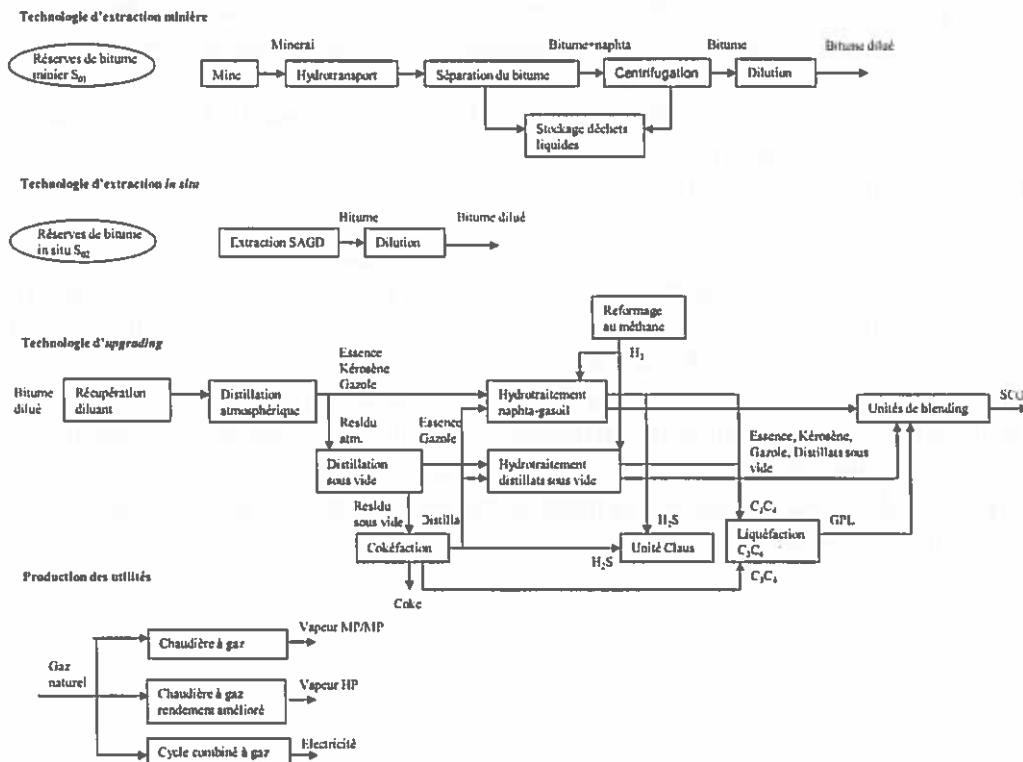 Technologie d'extraction minière
Réserves de bitume
minier S01
Minerai
Bitume+naphta
Bitume
Bitume dilué
Mine
Hydrotransport
Séparation du bitume
Centrifugation
Dilution
Stockage déchets
liquides
Technologie d'extraction in situ
Réserves de bitume
in situ S02
Bitume
Bitume dilué
Extraction SAGD
Dilution
Technologie d'upgrading
Reformage
au méthane
H2
Bitume
dilué
Récupération
diluant
Distillation
atmosphérique
Essence
Kérosène
Gazole
Hydrotraitement
naphta-gasoil
Unités de blending
SCO
Résidu
atm.
Essence
Gazole
Essence, Kérosène,
Gazole, Distillats sous
vide
Distillation
sous vide
Hydrotraitement
distillats sous vide
Résidu
sous vide
Distilla
Cokéfaction
H2S
H2S
Unité Claus
C3C4
Liquéfaction
C3C4
GPL
C3C4
Coke
Production des utilités
Gaz
naturel
Chaudière à gaz
Vapeur MP/MP
Chaudière à gaz
rendement amélioré
Vapeur HP
Cycle combiné à gaz
Electricité